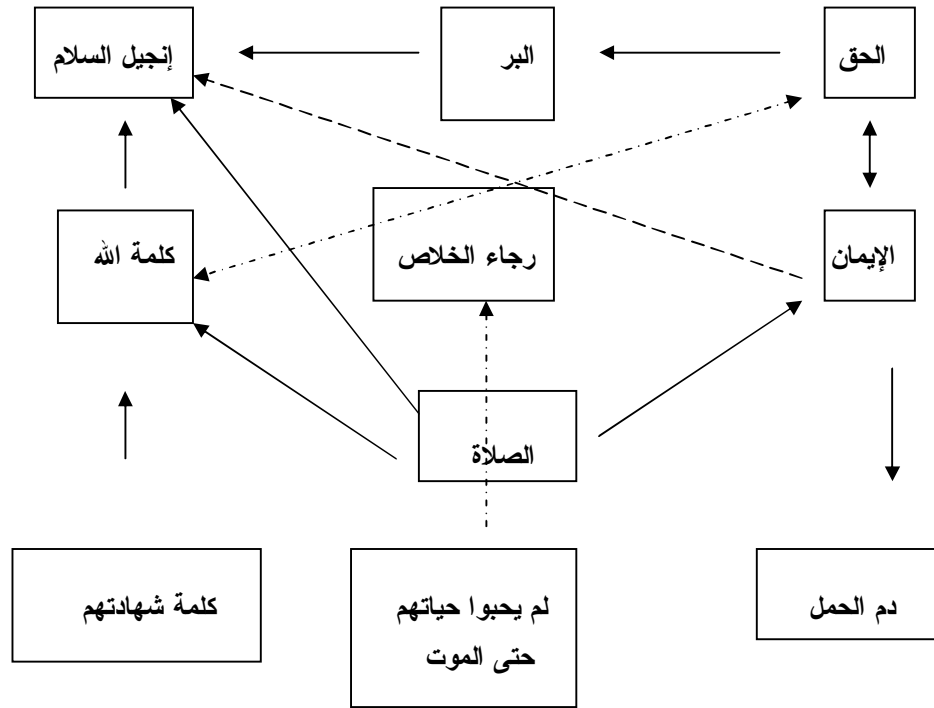 الحق
البر
إنجيل السلام
الإيمان
رجاء الخلاص
كلمة الله
الصلاة
دم الحمل
لم يحبوا حياتهم
حتى الموت
كلمة شهادتهم